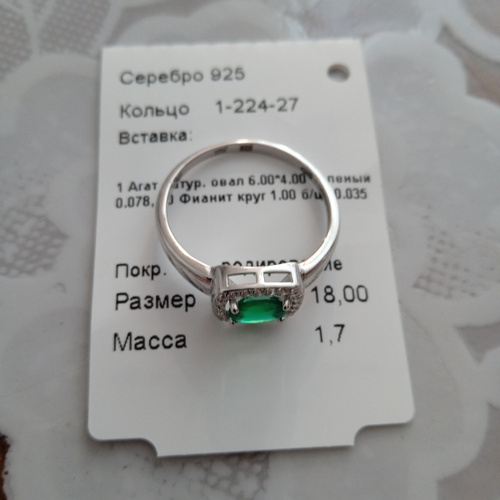 Серебро 925
Кольцо 1-224-27
Вставка:
1 Агат овал 6.00*4.00
0.078, Фианит круг 1.00 0.035
Покр.
Размер 18,00
Масса 1,7